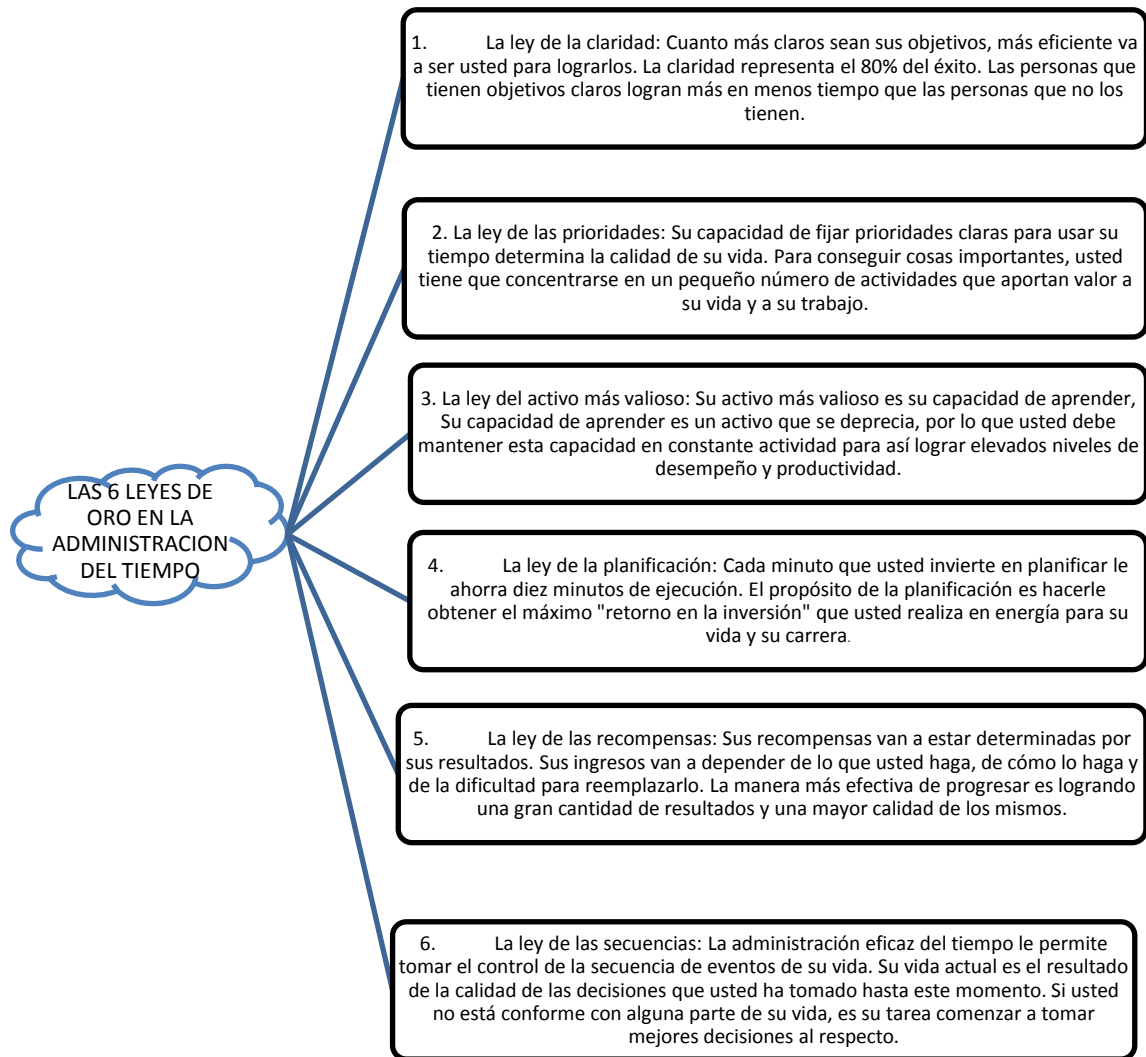 1. La ley de la claridad: Cuanto más claros sean sus objetivos, más eficiente va
a ser usted para lograrlos. La claridad representa el 80% del éxito. Las personas que
tienen objetivos claros logran más en menos tiempo que las personas que no los
tienen.
2. La ley de las prioridades: Su capacidad de fijar prioridades claras para usar su
tiempo determina la calidad de su vida. Para conseguir cosas importantes, usted
tiene que concentrarse en un pequeño número de actividades que aportan valor a
su vida y a su trabajo.
3. La ley del activo más valioso: Su activo más valioso es su capacidad de aprender,
Su capacidad de aprender es un activo que se deprecia, por lo que usted debe
mantener esta capacidad en constante actividad para así lograr elevados niveles de
desempeño y productividad.
LAS 6 LEYES DE
ORO EN LA
ADMINISTRACION
DEL TIEMPO
4. La ley de la planificación: Cada minuto que usted invierte en planificar le
ahorra diez minutos de ejecución. El propósito de la planificación es hacerle
obtener el máximo "retorno en la inversión" que usted realiza en energía para su
vida y su carrera.
5. La ley de las recompensas: Sus recompensas van a estar determinadas por
sus resultados. Sus ingresos van a depender de lo que usted haga, de cómo lo haga y
de la dificultad para reemplazarlo. La manera más efectiva de progresar es logrando
una gran cantidad de resultados y una mayor calidad de los mismos.
6. La ley de las secuencias: La administración eficaz del tiempo le permite
tomar el control de la secuencia de eventos de su vida. Su vida actual es el resultado
de la calidad de las decisiones que usted ha tomado hasta este momento. Si usted
no está conforme con alguna parte de su vida, es su tarea comenzar a tomar
mejores decisiones al respecto.